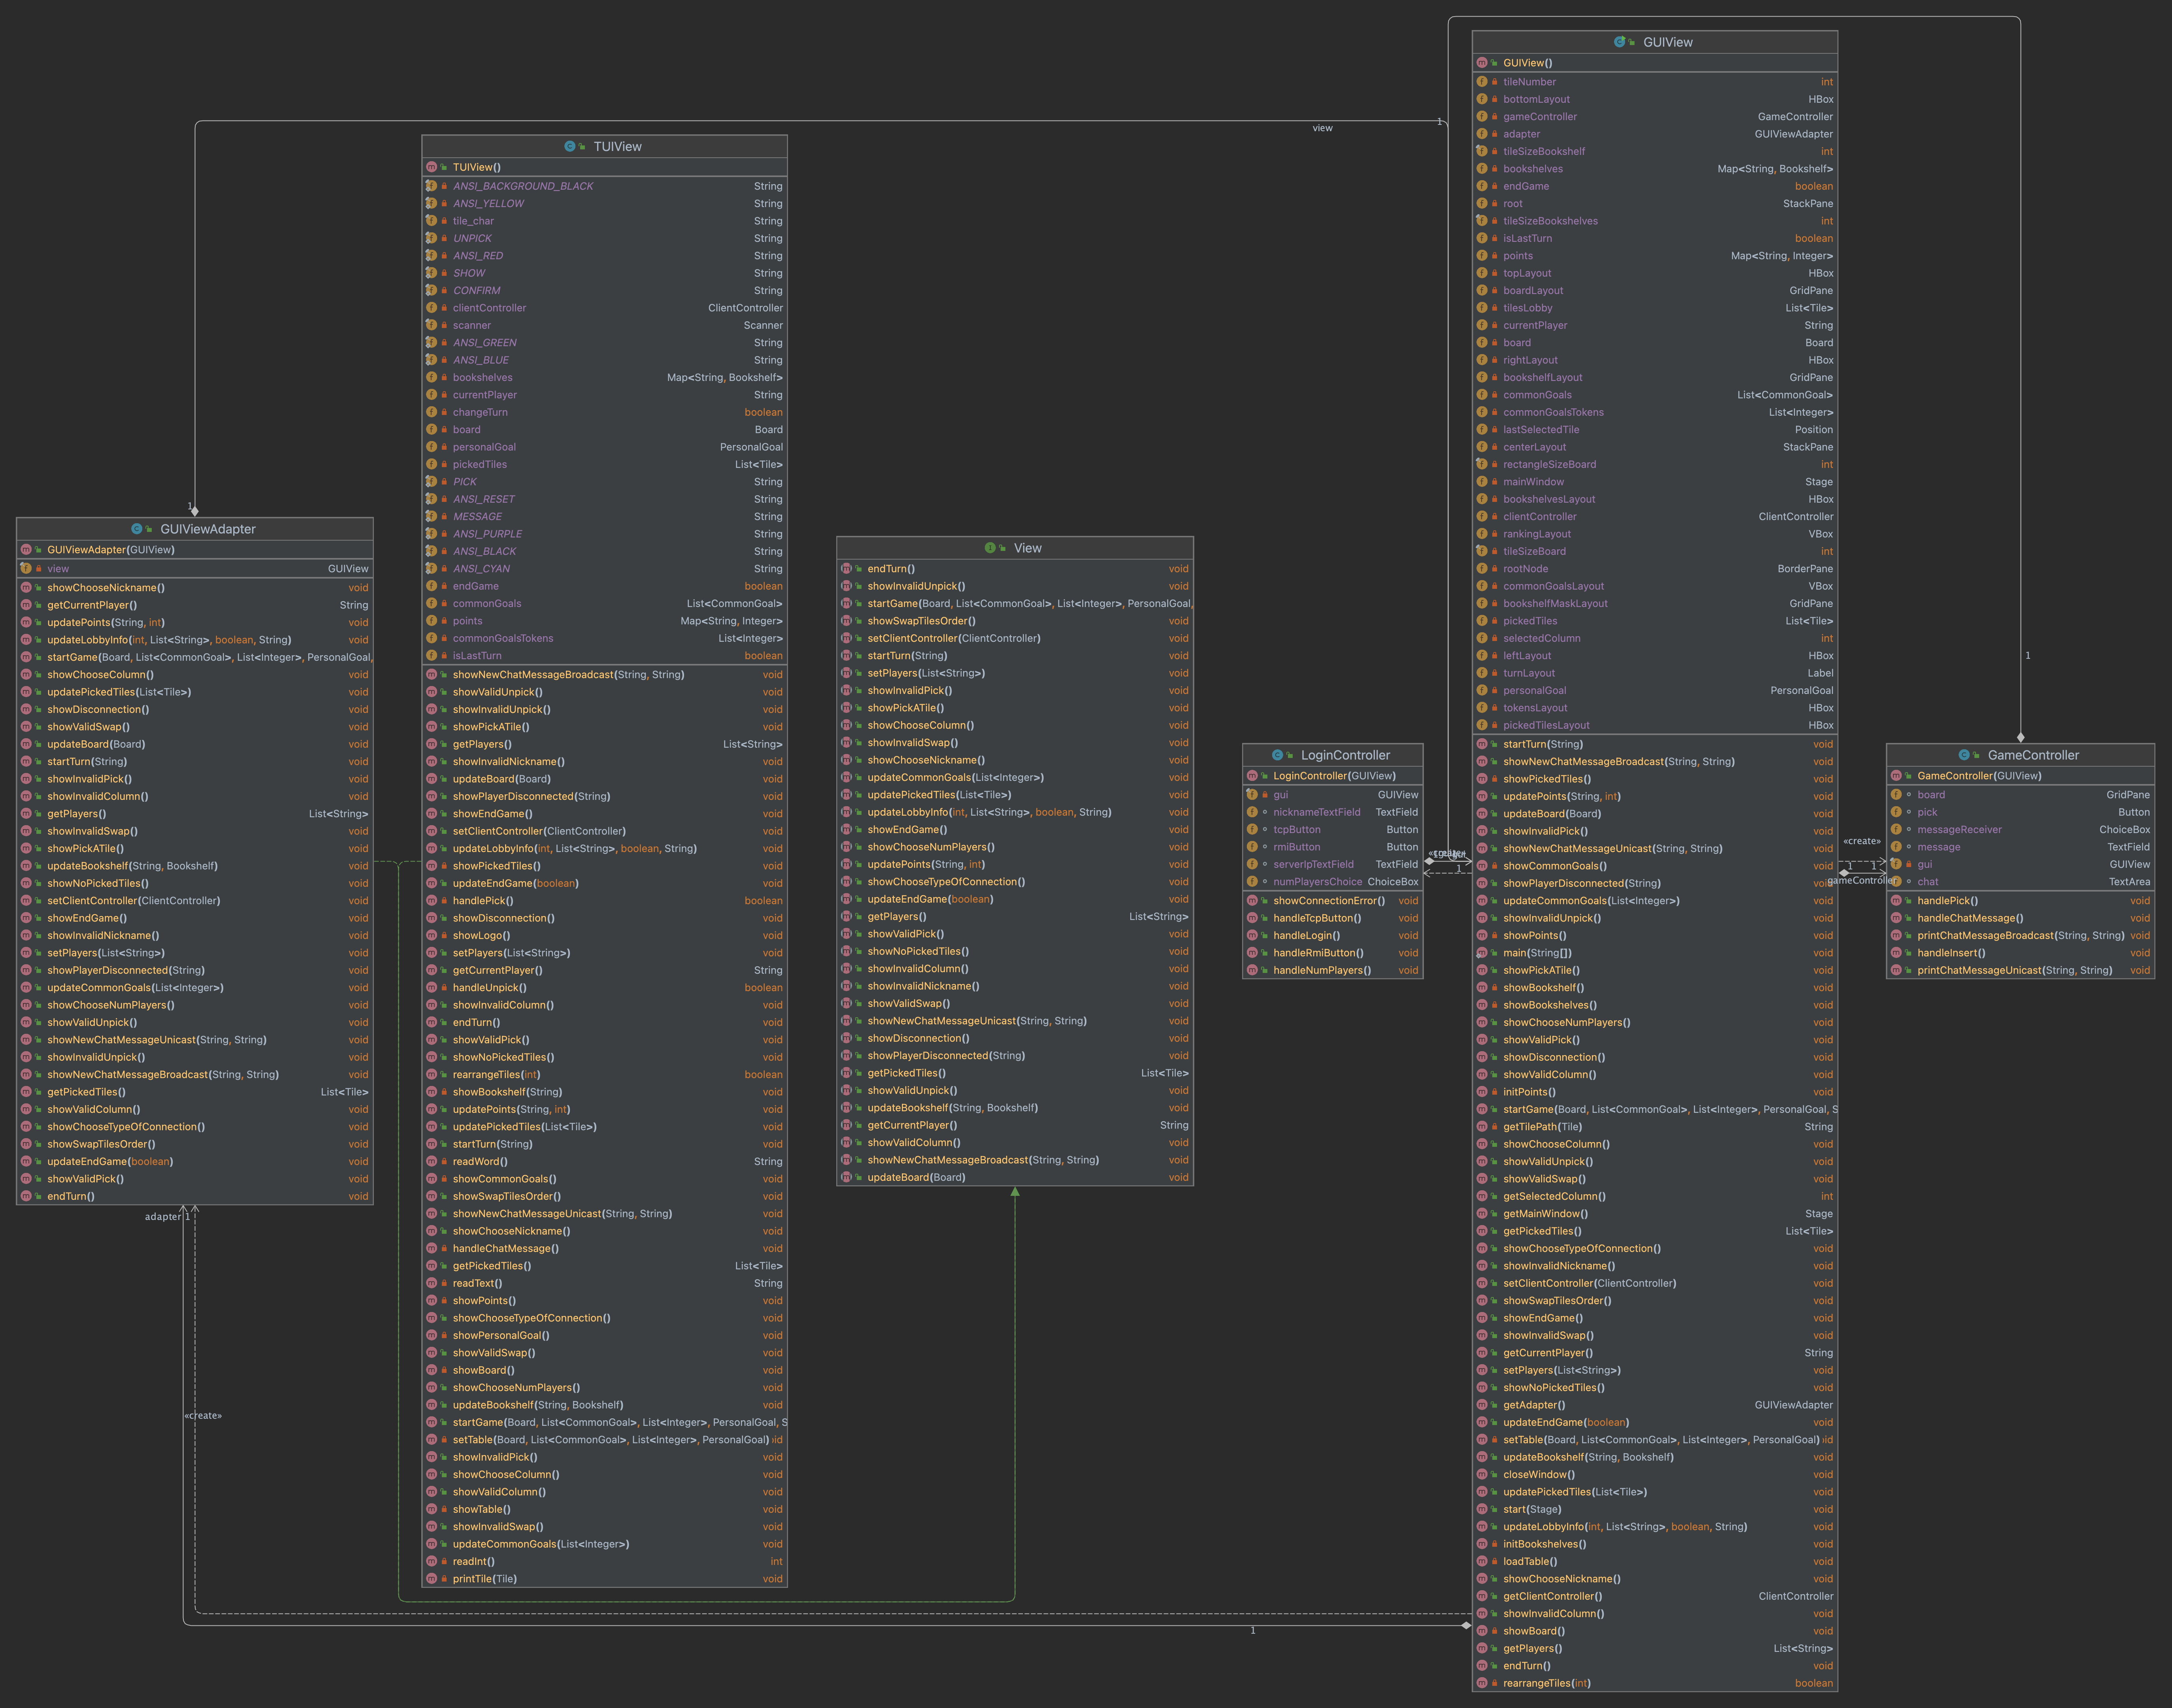 GUIViewAdapter
GUIViewAdapter(GUIView)
view GUIView
showChooseNickname() void
getCurrentPlayer() String
updatePoints(String, int) void
updateLobbyInfo(int, List<String>, boolean, String) void
startGame(Board, List<CommonGoal>, List<Integer>, PersonalGoal,
showChooseColumn() void
updatePickedTiles(List<Tile>) void
showDisconnection() void
showValidSwap() void
updateBoard(Board) void
startTurn(String) void
showInvalidPick() void
showInvalidColumn() void
getPlayers() List<String>
showInvalidSwap() void
showPickATile() void
updateBookshelf(String, Bookshelf) void
showNoPickedTiles() void
setClientController(ClientController) void
showEndGame() void
showInvalidNickname() void
setPlayers(List<String>) void
showPlayerDisconnected(String) void
updateCommonGoals(List<Integer>) void
showChooseNumPlayers() void
showValidUnpick() void
showNewChatMessageUnicast(String, String) void
showInvalidUnpick() void
showNewChatMessageBroadcast(String, String) void
getPickedTiles() List<Tile>
showValidColumn() void
showChooseTypeOfConnection() void
showSwapTilesOrder() void
updateEndGame(boolean) void
showValidPick() void
endTurn() void
TUIView
TUIView()
ANSI_BACKGROUND_BLACK String
ANSI_YELLOW String
tile_char String
UNPICK String
ANSI_RED String
SHOW String
CONFIRM String
clientController ClientController
scanner Scanner
ANSI_GREEN String
ANSI_BLUE String
bookshelves Map<String, Bookshelf>
currentPlayer String
changeTurn boolean
board Board
personalGoal PersonalGoal
pickedTiles List<Tile>
PICK String
ANSI_RESET String
MESSAGE String
ANSI_PURPLE String
ANSI_BLACK String
ANSI_CYAN String
endGame boolean
commonGoals List<CommonGoal>
points Map<String, Integer>
commonGoalsTokens List<Integer>
isLastTurn boolean
showNewChatMessageBroadcast(String, String) void
showValidUnpick() void
showInvalidUnpick() void
showPickATile() void
getPlayers() List<String>
showInvalidNickname() void
updateBoard(Board) void
showPlayerDisconnected(String) void
showEndGame() void
setClientController(ClientController) void
updateLobbyInfo(int, List<String>, boolean, String) void
showPickedTiles() void
updateEndGame(boolean) void
handlePick() boolean
showDisconnection() void
showLogo() void
setPlayers(List<String>) void
getCurrentPlayer() String
handleUnpick() boolean
showInvalidColumn() void
endTurn() void
showValidPick() void
showNoPickedTiles() void
rearrangeTiles(int) boolean
showBookshelf(String) void
updatePoints(String, int) void
updatePickedTiles(List<Tile>) void
startTurn(String) void
readWord() String
showCommonGoals() void
showSwapTilesOrder() void
showNewChatMessageUnicast(String, String) void
showChooseNickname() void
handleChatMessage() void
getPickedTiles() List<Tile>
readText() String
showPoints() void
showChooseTypeOfConnection() void
showPersonalGoal() void
showValidSwap() void
showBoard() void
showChooseNumPlayers() void
updateBookshelf(String, Bookshelf) void
startGame(Board, List<CommonGoal>, List<Integer>, PersonalGoal, S
setTable(Board, List<CommonGoal>, List<Integer>, PersonalGoal) id
showInvalidPick() void
showChooseColumn() void
showValidColumn() void
showTable() void
showInvalidSwap() void
updateCommonGoals(List<Integer>) void
readInt() int
printTile(Tile) void
View
endTurn() void
showInvalidUnpick() void
startGame(Board, List<CommonGoal>, List<Integer>, PersonalGoal,
showSwapTilesOrder() void
setClientController(ClientController) void
startTurn(String) void
setPlayers(List<String>) void
showInvalidPick() void
showPickATile() void
showChooseColumn() void
showInvalidSwap() void
showChooseNickname() void
updateCommonGoals(List<Integer>) void
updatePickedTiles(List<Tile>) void
updateLobbyInfo(int, List<String>, boolean, String) void
showEndGame() void
showChooseNumPlayers() void
updatePoints(String, int) void
showChooseTypeOfConnection() void
updateEndGame(boolean) void
getPlayers() List<String>
showValidPick() void
showNoPickedTiles() void
showInvalidColumn() void
showInvalidNickname() void
showValidSwap() void
showNewChatMessageUnicast(String, String) void
showDisconnection() void
showPlayerDisconnected(String) void
getPickedTiles() List<Tile>
showValidUnpick() void
updateBookshelf(String, Bookshelf) void
getCurrentPlayer() String
showValidColumn() void
showNewChatMessageBroadcast(String, String) void
updateBoard(Board) void
LoginController
LoginController(GUIView)
gui GUIView
nicknameTextField TextField
tcpButton Button
rmiButton Button
serverIpTextField TextField
numPlayersChoice ChoiceBox
showConnectionError() void
handleTcpButton() void
handleLogin() void
handleRmiButton() void
handleNumPlayers() void
GUIView
GUIView()
tileNumber int
bottomLayout HBox
gameController GameController
adapter GUIViewAdapter
tileSizeBookshelf int
bookshelves Map<String, Bookshelf>
endGame boolean
root StackPane
tileSizeBookshelves int
isLastTurn boolean
points Map<String, Integer>
topLayout HBox
boardLayout GridPane
tilesLobby List<Tile>
currentPlayer String
board Board
rightLayout HBox
bookshelfLayout GridPane
commonGoals List<CommonGoal>
commonGoalsTokens List<Integer>
lastSelectedTile Position
centerLayout StackPane
rectangleSizeBoard int
mainWindow Stage
bookshelvesLayout HBox
clientController ClientController
rankingLayout VBox
tileSizeBoard int
rootNode BorderPane
commonGoalsLayout VBox
bookshelfMaskLayout GridPane
pickedTiles List<Tile>
selectedColumn int
leftLayout HBox
turnLayout Label
personalGoal PersonalGoal
tokensLayout HBox
pickedTilesLayout HBox
startTurn(String) void
showNewChatMessageBroadcast(String, String) void
showPickedTiles() void
updatePoints(String, int) void
updateBoard(Board) void
showInvalidPick() void
showNewChatMessageUnicast(String, String) void
showCommonGoals() void
showPlayerDisconnected(String) void
updateCommonGoals(List<Integer>) void
showInvalidUnpick() void
showPoints() void
main(String[]) void
showPickATile() void
showBookshelf() void
showBookshelves() void
showChooseNumPlayers() void
showValidPick() void
showDisconnection() void
showValidColumn() void
initPoints() void
startGame(Board, List<CommonGoal>, List<Integer>, PersonalGoal, S
getTilePath(Tile) String
showChooseColumn() void
showValidUnpick() void
showValidSwap() void
getSelectedColumn() int
getMainWindow() Stage
getPickedTiles() List<Tile>
showChooseTypeOfConnection() void
showInvalidNickname() void
setClientController(ClientController) void
showSwapTilesOrder() void
showEndGame() void
showInvalidSwap() void
getCurrentPlayer() String
setPlayers(List<String>) void
showNoPickedTiles() void
getAdapter() GUIViewAdapter
updateEndGame(boolean) void
setTable(Board, List<CommonGoal>, List<Integer>, PersonalGoal) id
updateBookshelf(String, Bookshelf) void
closeWindow() void
updatePickedTiles(List<Tile>) void
start(Stage) void
updateLobbyInfo(int, List<String>, boolean, String) void
initBookshelves() void
loadTable() void
showChooseNickname() void
getClientController() ClientController
showInvalidColumn() void
showBoard() void
getPlayers() List<String>
endTurn() void
rearrangeTiles(int) boolean
GameController
GameController(GUIView)
board GridPane
pick Button
messageReceiver ChoiceBox
message TextField
gui GUIView
chat TextArea
handlePick() void
handleChatMessage() void
printChatMessageBroadcast(String, String) void
handleInsert() void
printChatMessageUnicast(String, String) void
view
1
1
adapter 1
«create»
1
1
«create»
1
1
gameController
1